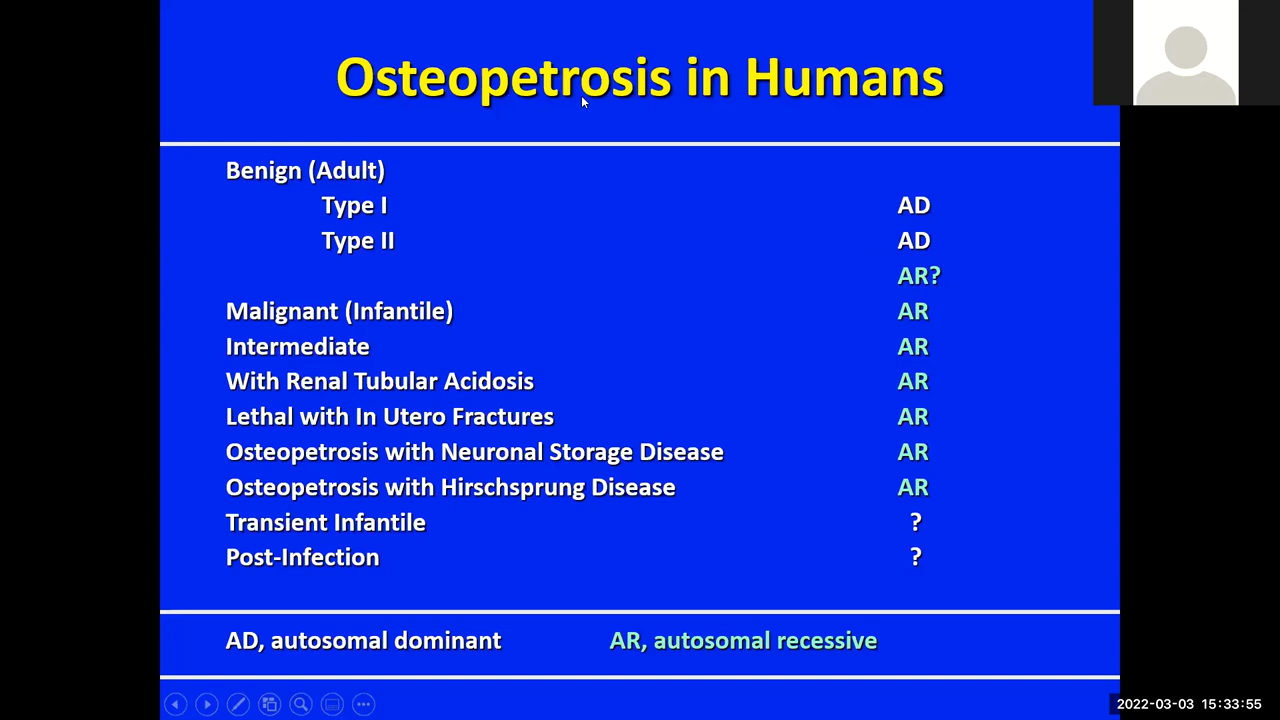 Osteopetrosis in Humans
Benign (Adult)
Type I AD
Type II AD
AR?
Malignant (Infantile) AR
Intermediate AR
With Renal Tubular Acidosis AR
Lethal with In Utero Fractures AR
Osteopetrosis with Neuronal Storage Disease AR
Osteopetrosis with Hirschsprung Disease AR
Transient Infantile ?
Post-Infection ?
AD, autosomal dominant AR, autosomal recessive
2022-03-03 15:33:55